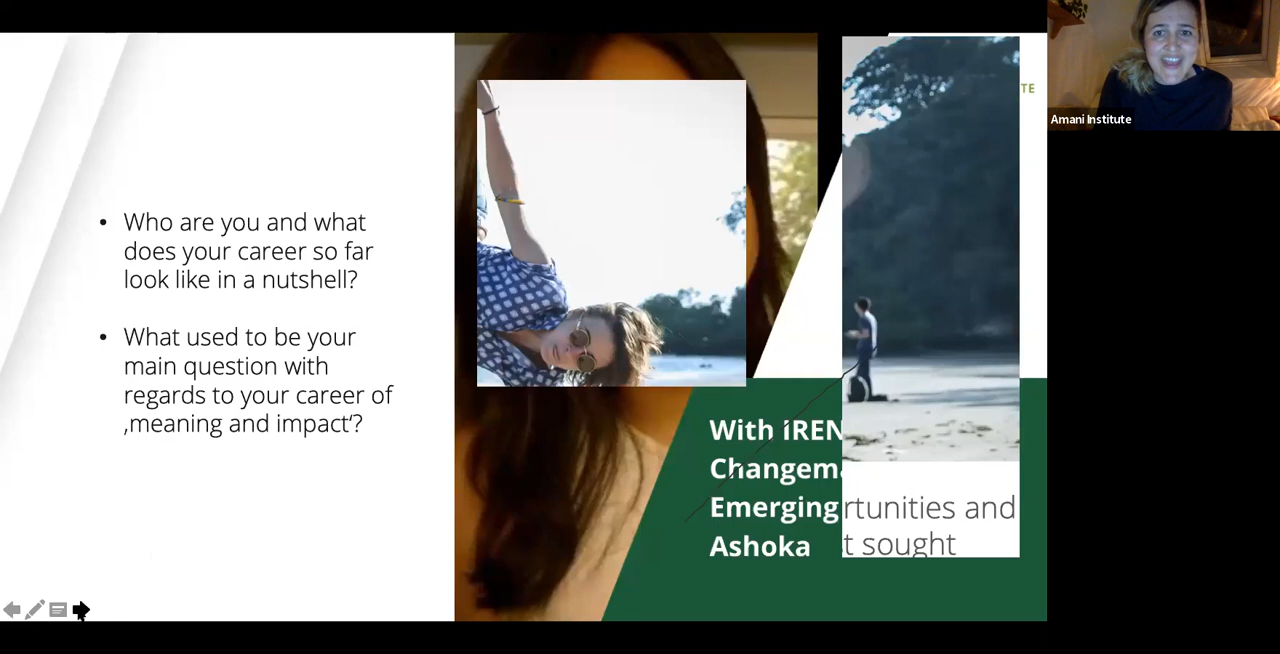 • Who are you and what
does your career so far
look like in a nutshell?
• What used to be your
main question with
regards to your career of
‚meaning and impact‘?
TE
With IREN
Changema
Emerging
Ashoka
rtunities and
t sought
Amani Institute